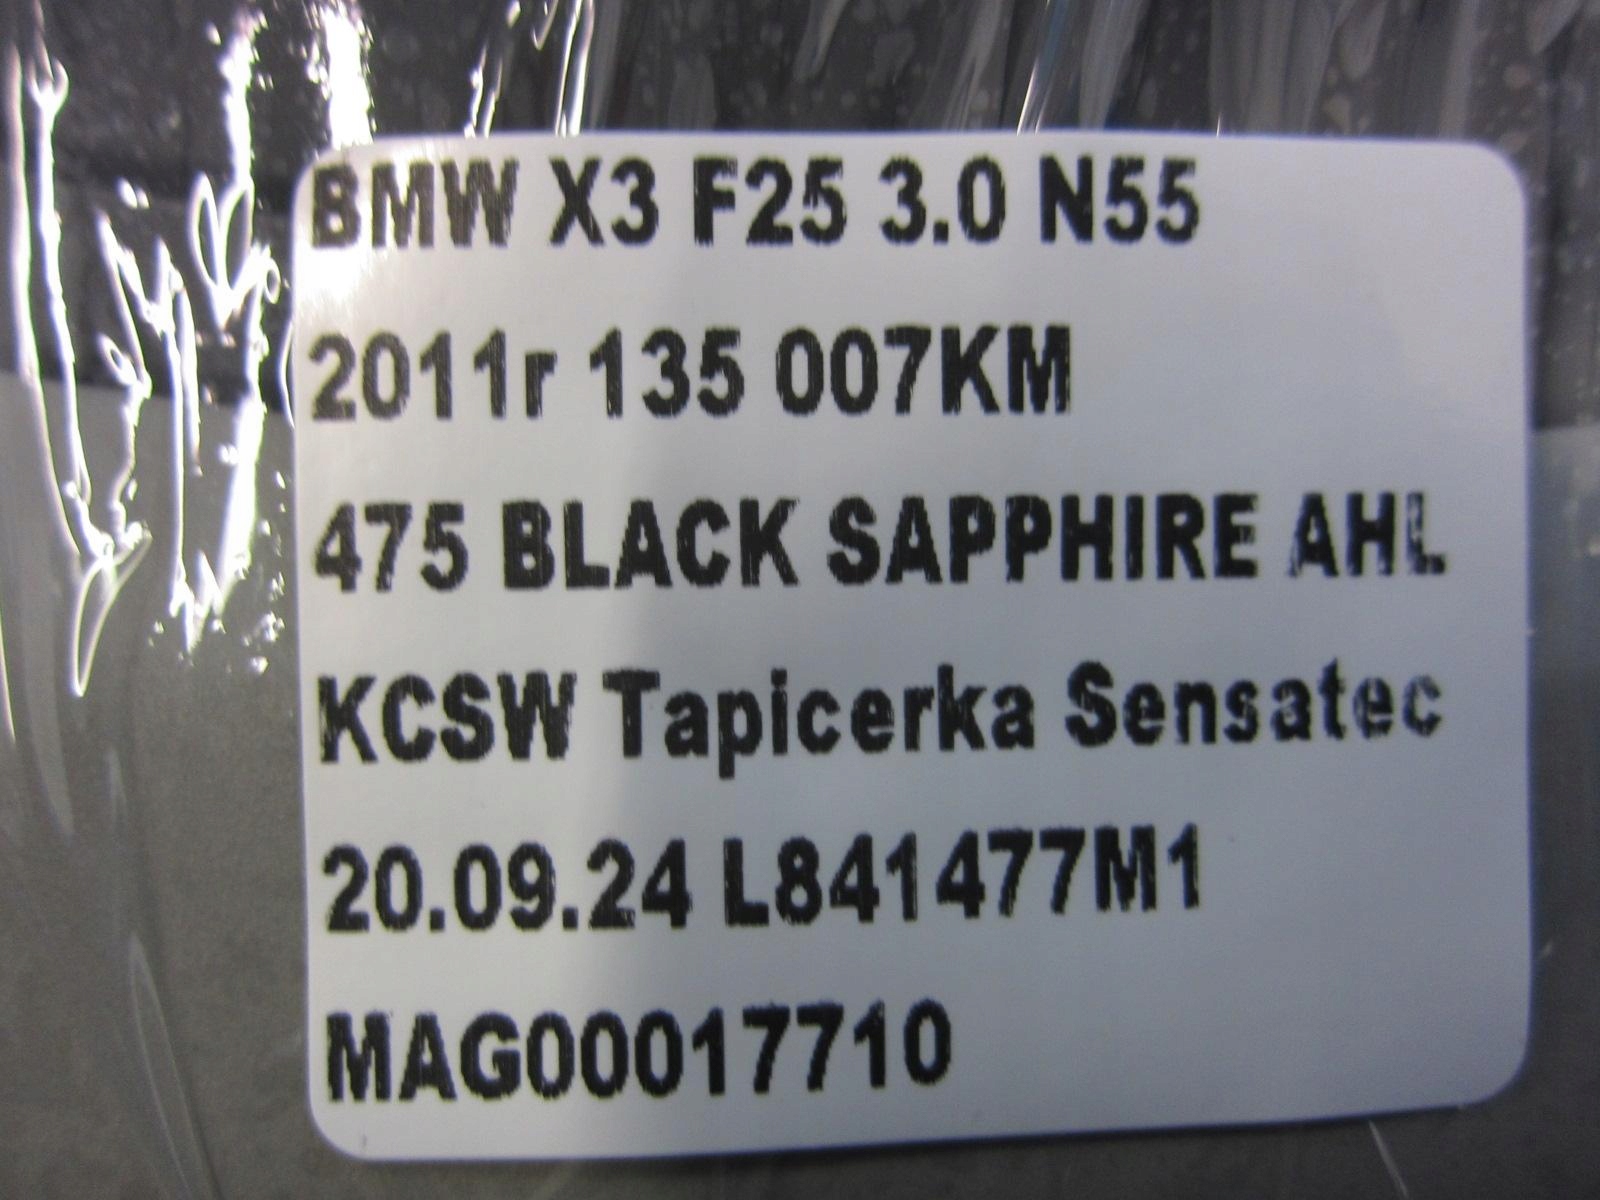 BMW X3 F25 3.0 N55
2011r 135 007KM
475 BLACK SAPPHIRE AHL
KCSW Tapicerka Sensatec
20.09.24 L841477M1
MAG00017710